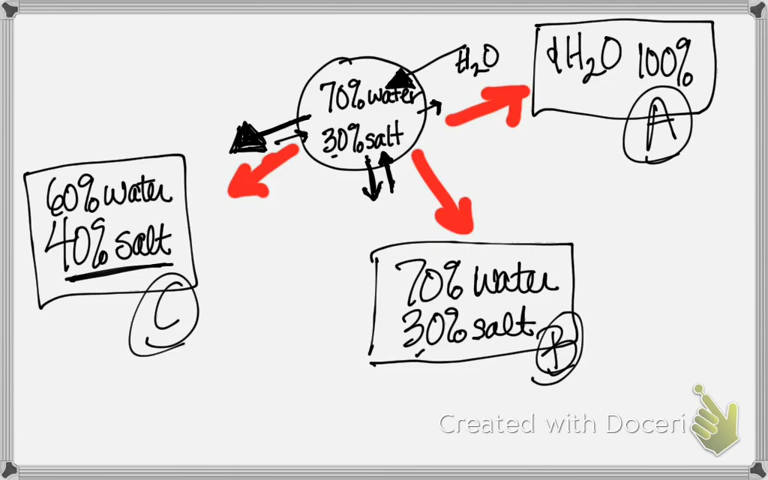 H2O
70% water
30% salt
dH2O 100%
A
60% water
40% salt
C
70% water
30% salt
B
Created with Doceri